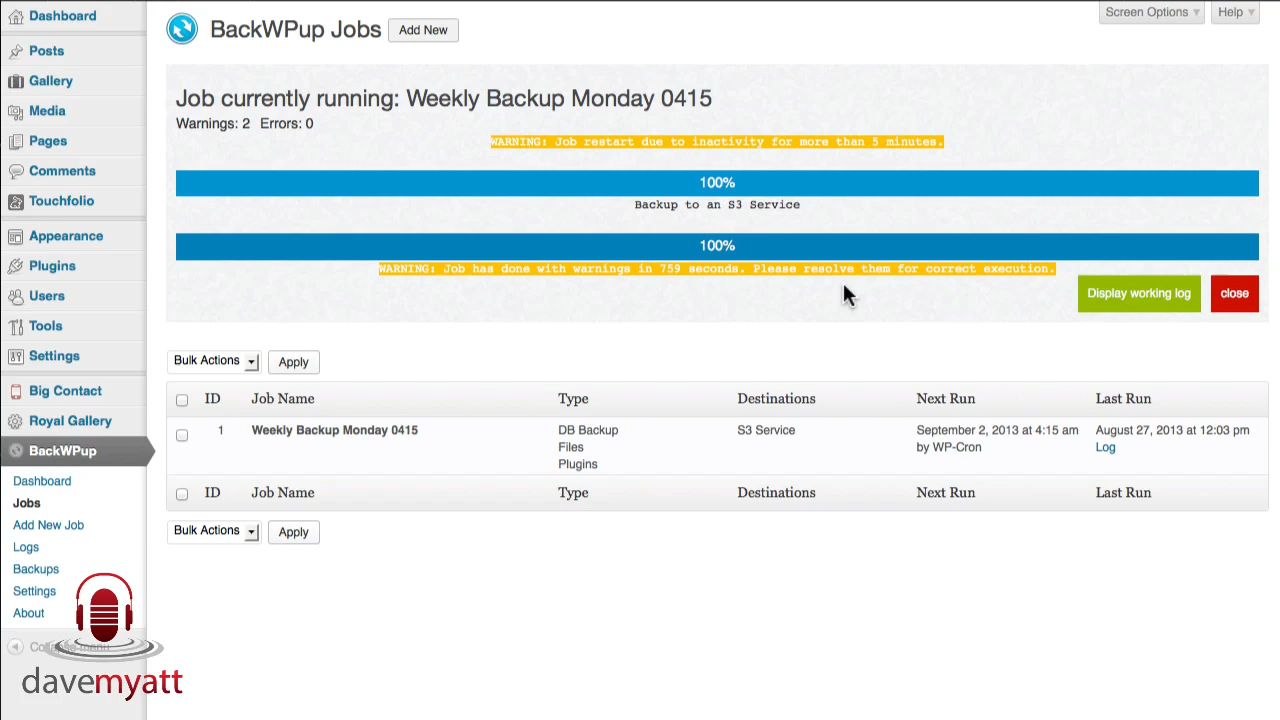 Dashboard
Posts
Gallery
Media
Pages
Comments
Touchfolio
Appearance
Plugins
Users
Tools
Settings
Big Contact
Royal Gallery
BackWPup
Dashboard
Jobs
Add New Job
Logs
Backups
Settings
About
Collapse menu
davemyatt
Screen Options
Help
BackWPup Jobs
Add New
Job currently running: Weekly Backup Monday 0415
Warnings: 2 Errors: 0
WARNING: Job restart due to inactivity for more than 5 minutes.
100%
Backup to an S3 Service
100%
WARNING: Job has done with warnings in 759 seconds. Please resolve them for correct execution.
Display working log
close
Bulk Actions
Apply
ID Job Name Type Destinations Next Run Last Run
1 Weekly Backup Monday 0415 DB Backup S3 Service September 2, 2013 at 4:15 am August 27, 2013 at 12:03 pm
Files by WP-Cron Log
Plugins
ID Job Name Type Destinations Next Run Last Run
Bulk Actions
Apply